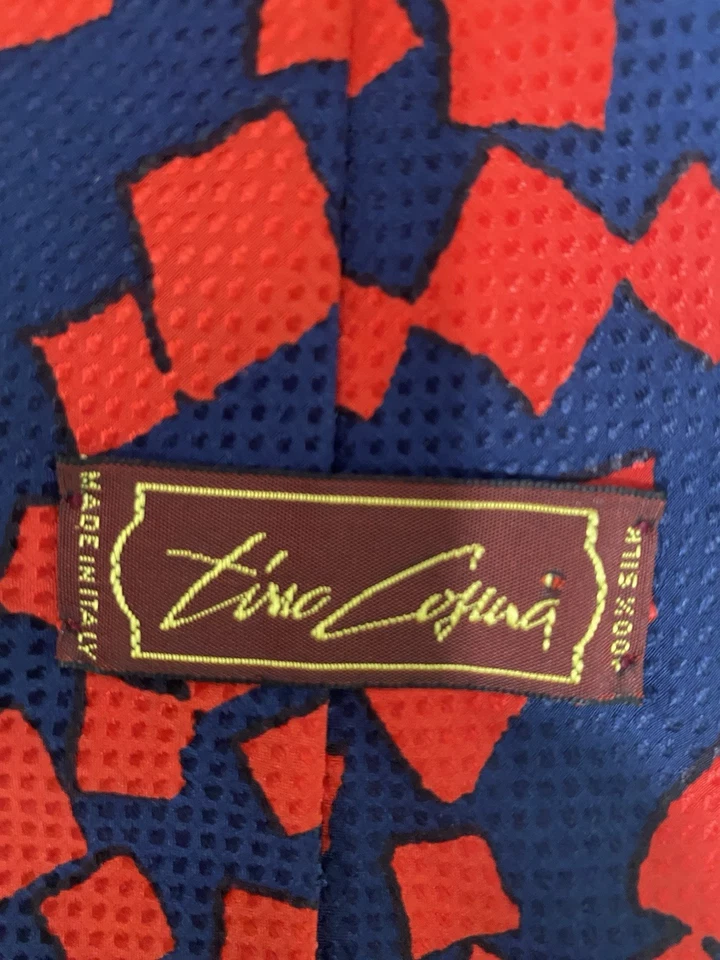 MADE IN ITALY
Tino Cosma
100% SILK